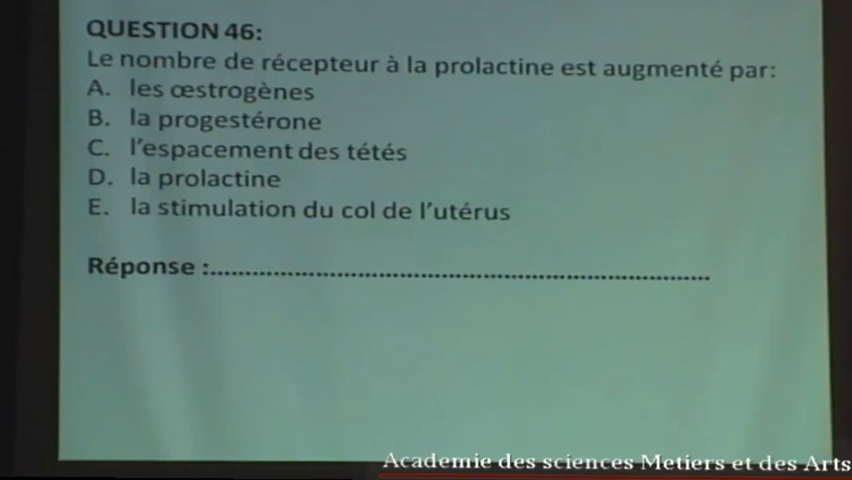 QUESTION 46:
Le nombre de récepteur à la prolactine est augmenté par:
A. les œstrogènes
B. la progestérone
C. l'espacement des tétés
D. la prolactine
E. la stimulation du col de l'utérus
Réponse :................................................................................
Academie des sciences Metiers et des Arts